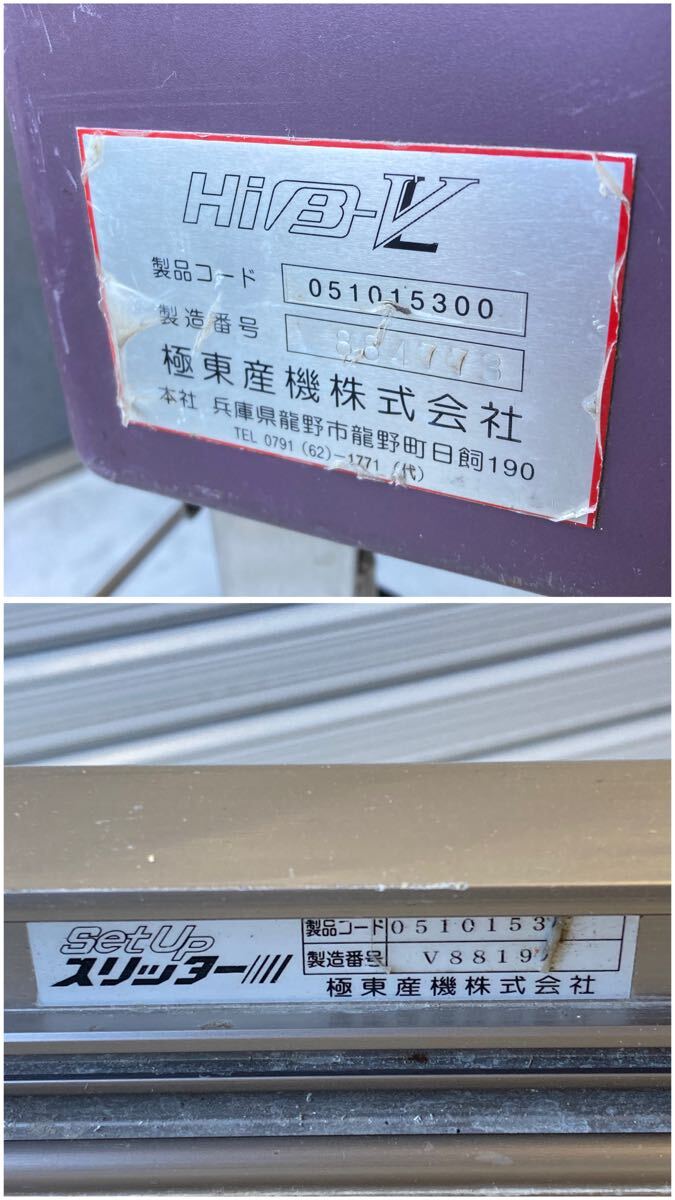 Hiβ-V
製品コード 051015300
製造番号 884773
極東産機株式会社
本社 兵庫県龍野市龍野町日飼190
TEL 0791 (62)-1771 (代)
Set Up
スリッター
製品コード 0510153
製造番号 V8819
極東産機株式会社